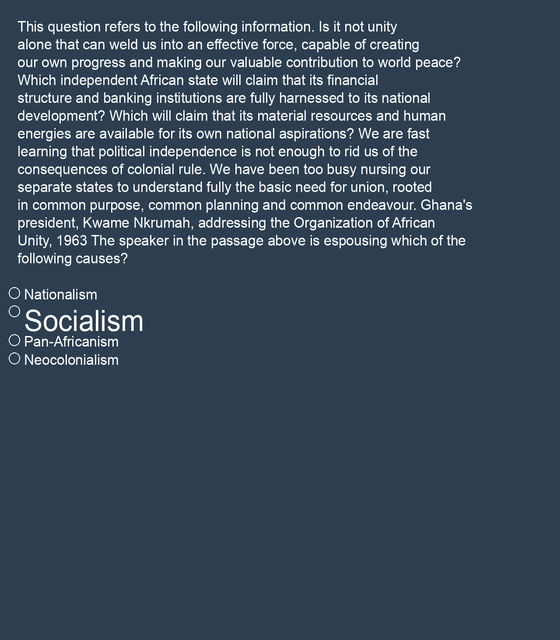 This question refers to the following information. Is it not unity
alone that can weld us into an effective force, capable of creating
our own progress and making our valuable contribution to world peace?
Which independent African state will claim that its financial
structure and banking institutions are fully harnessed to its national
development? Which will claim that its material resources and human
energies are available for its own national aspirations? We are fast
learning that political independence is not enough to rid us of the
consequences of colonial rule. We have been too busy nursing our
separate states to understand fully the basic need for union, rooted
in common purpose, common planning and common endeavour. Ghana's
president, Kwame Nkrumah, addressing the Organization of African
Unity, 1963 The speaker in the passage above is espousing which of the
following causes?
Nationalism
Socialism
Pan-Africanism
Neocolonialism